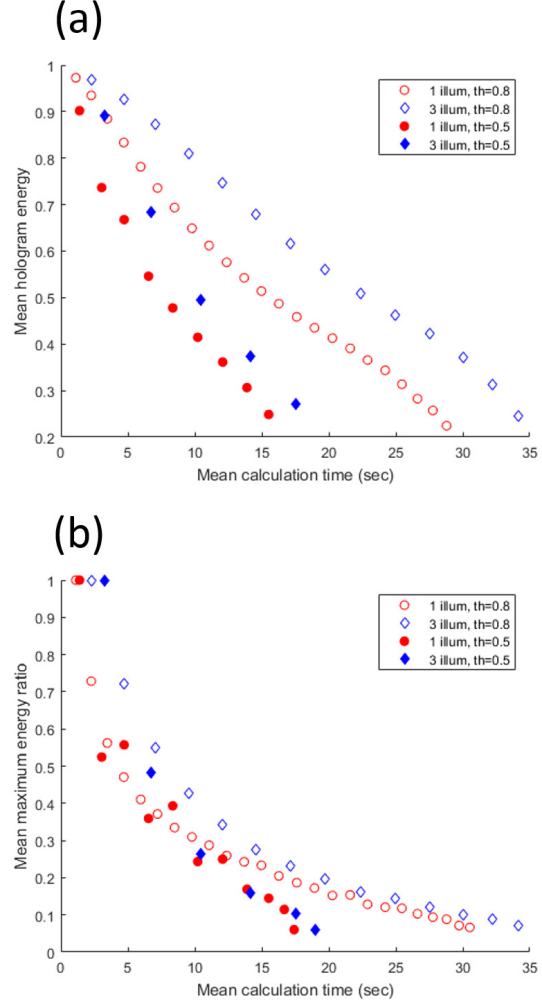 (a)
1
0.9
0.8
0.7
0.6
0.5
0.4
0.3
0.2
0 5 10 15 20 25 30 35
Mean hologram energy
Mean calculation time (sec)
1 illum, th=0.8
3 illum, th=0.8
1 illum, th=0.5
3 illum, th=0.5
(b)
1
0.9
0.8
0.7
0.6
0.5
0.4
0.3
0.2
0.1
0
0 5 10 15 20 25 30 35
Mean maximum energy ratio
Mean calculation time (sec)
1 illum, th=0.8
3 illum, th=0.8
1 illum, th=0.5
3 illum, th=0.5